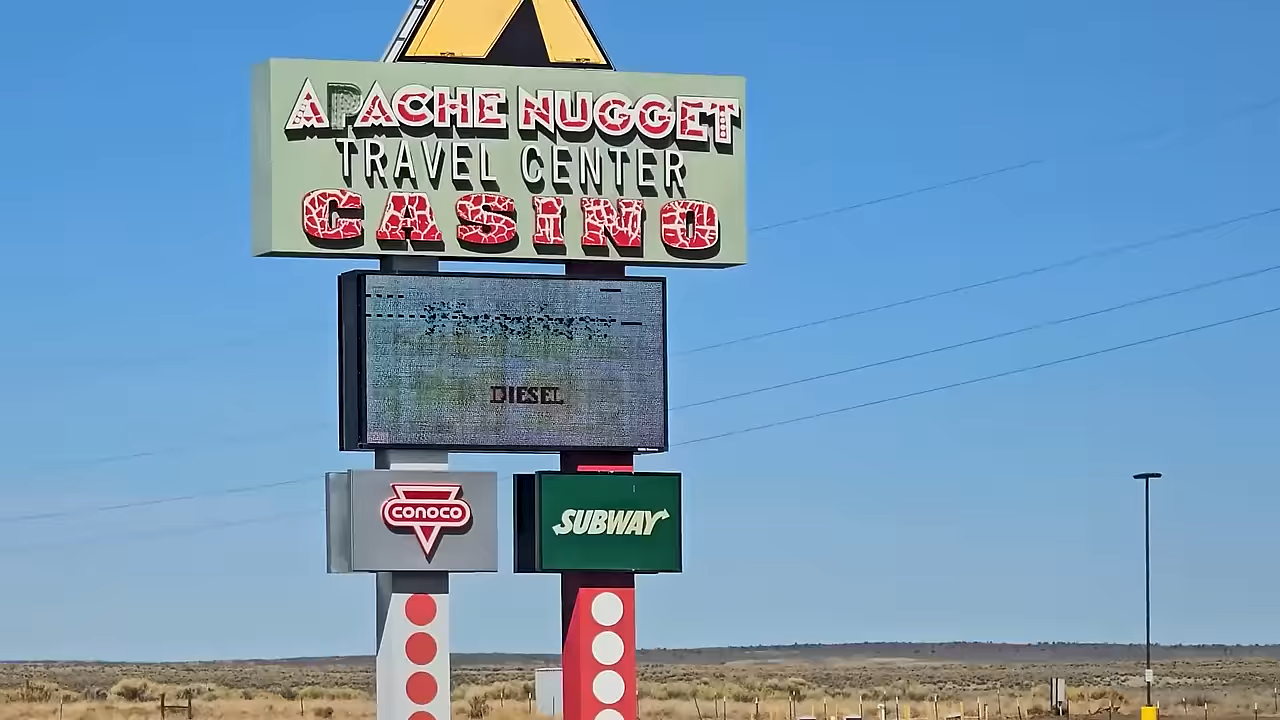 APACHE NUGGET
TRAVEL CENTER
CASINO
DIESEL
conoco
SUBWAY